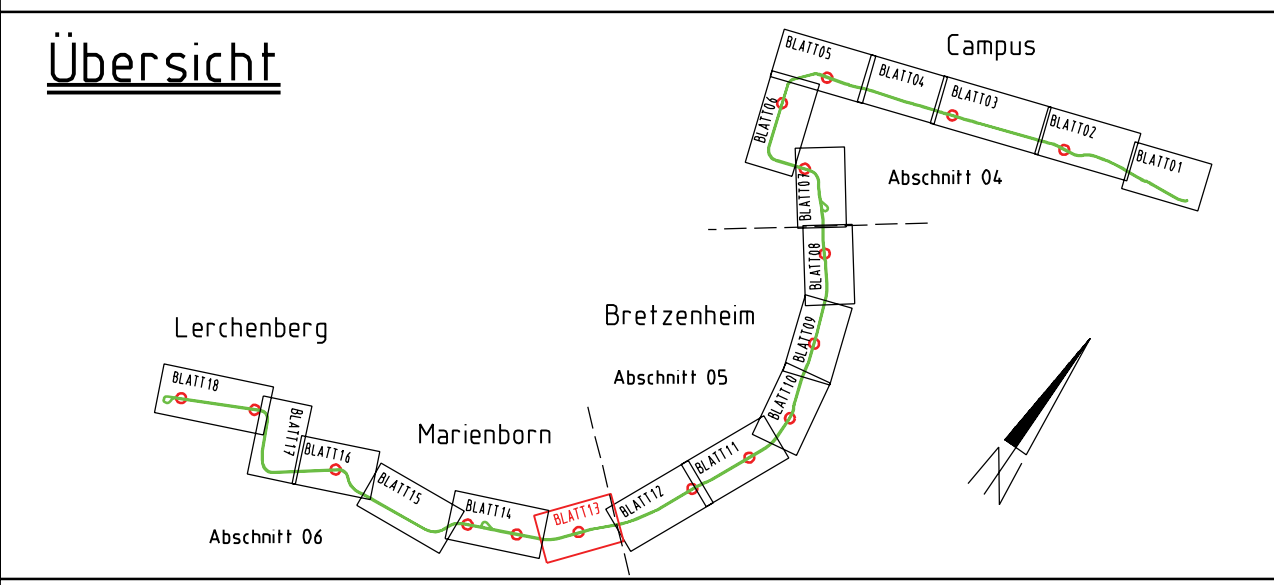 Übersicht
Campus
BLATT05
BLATT04
BLATT03
BLATT02
BLATT01
BLATT06
Abschnitt 04
BLATT07
BLATT08
Bretzenheim
BLATT09
Lerchenberg
Abschnitt 05
BLATT10
BLATT18
Marienborn
BLATT17
BLATT16
BLATT11
BLATT15
BLATT12
BLATT14
BLATT13
Abschnitt 06
N